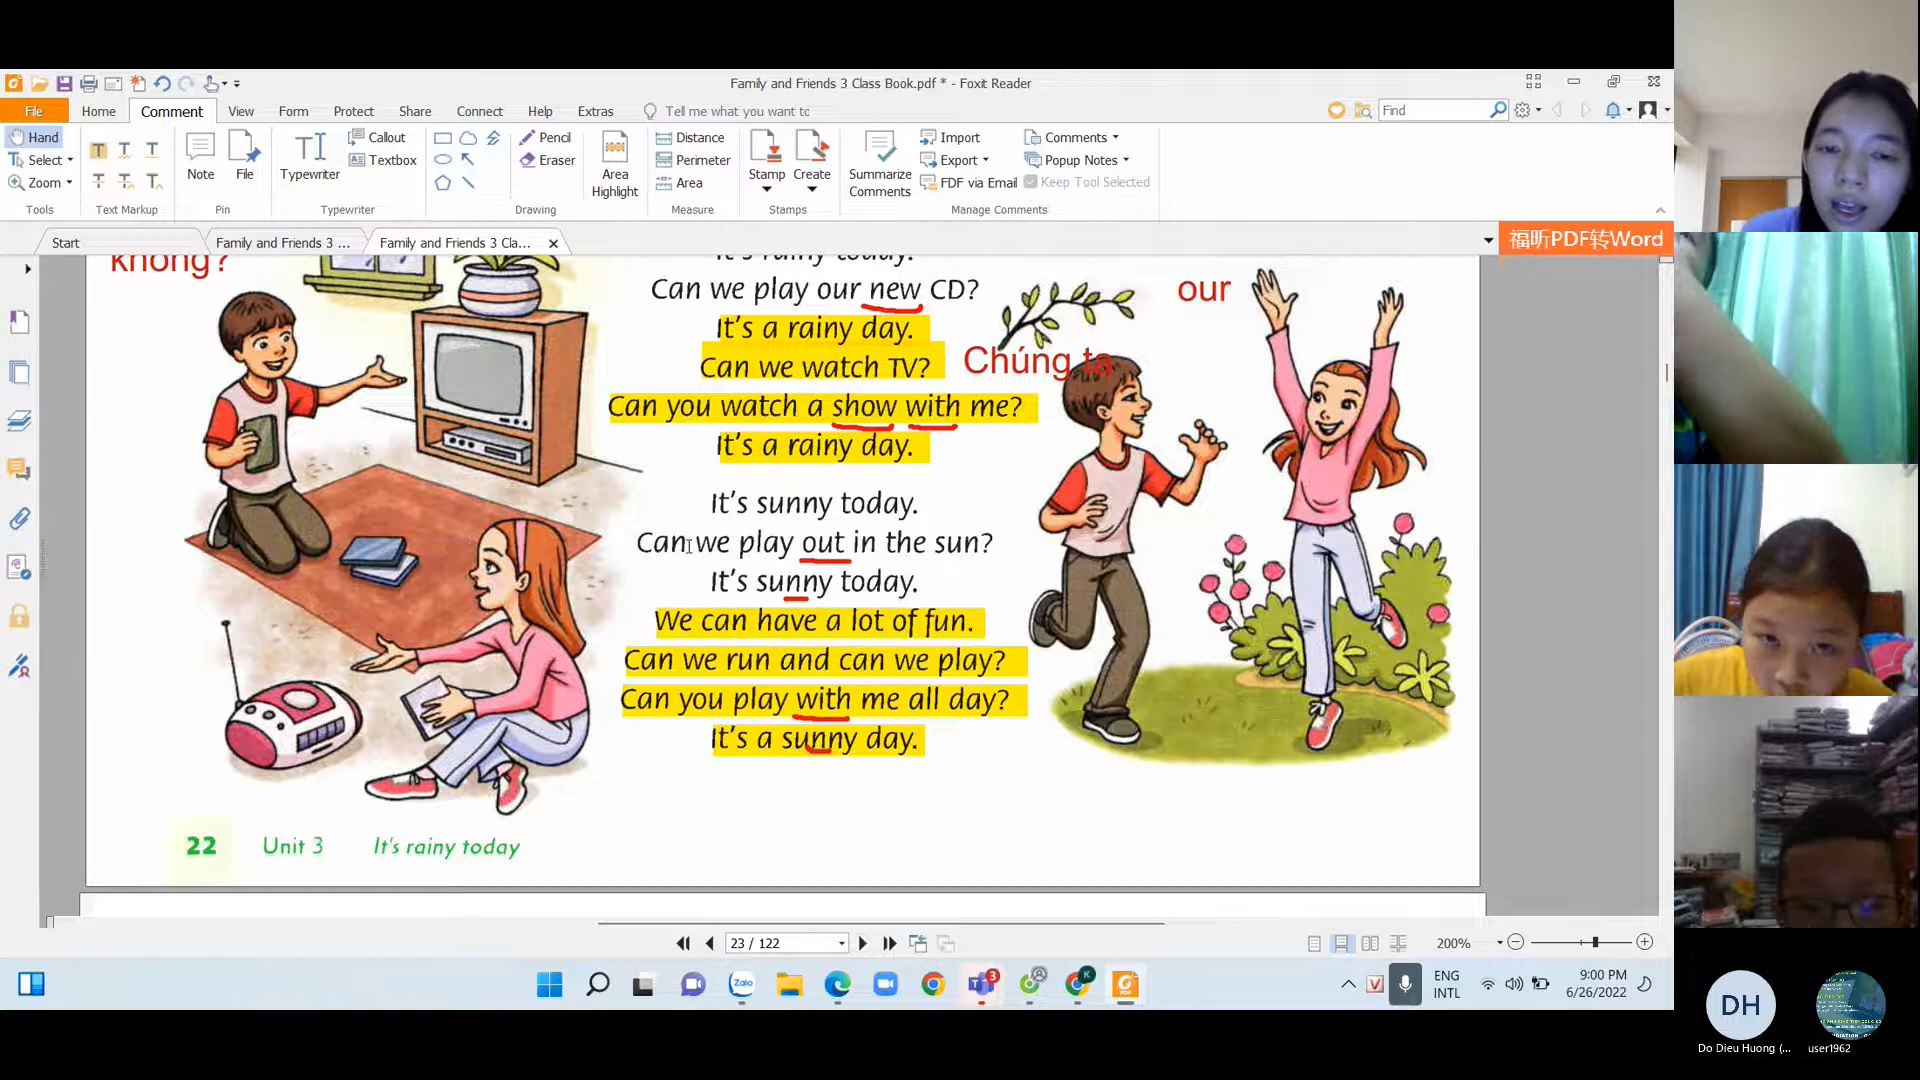 Family and Friends 3 Class Book.pdf * - Foxit Reader
File Home Comment View Form Protect Share Connect Help Extras Tell me what you want to
Find
Hand
Select
Zoom
Tools
Text Markup
Note
File
Pin
Typewriter
Callout
Textbox
Typewriter
Pencil
Eraser
Drawing
Area
Highlight
Distance
Perimeter
Area
Measure
Stamp
Create
Stamps
Summarize
Comments
Import
Export
FDF via Email
Comments
Popup Notes
Keep Tool Selected
Manage Comments
Start
Family and Friends 3 ...
Family and Friends 3 Cla...
福昕PDF转Word
không?
It's rainy today.
Can we play our new CD?
our
It's a rainy day.
Can we watch TV?
Chúng ta
Can you watch a show with me?
It's a rainy day.
It's sunny today.
Can we play out in the sun?
It's sunny today.
We can have a lot of fun.
Can we run and can we play?
Can you play with me all day?
It's a sunny day.
22 Unit 3 It's rainy today
23 / 122
200%
Zalo
3
K
V
ENG
INTL
9:00 PM
6/26/2022
DH
Do Dieu Huong (...
user1962